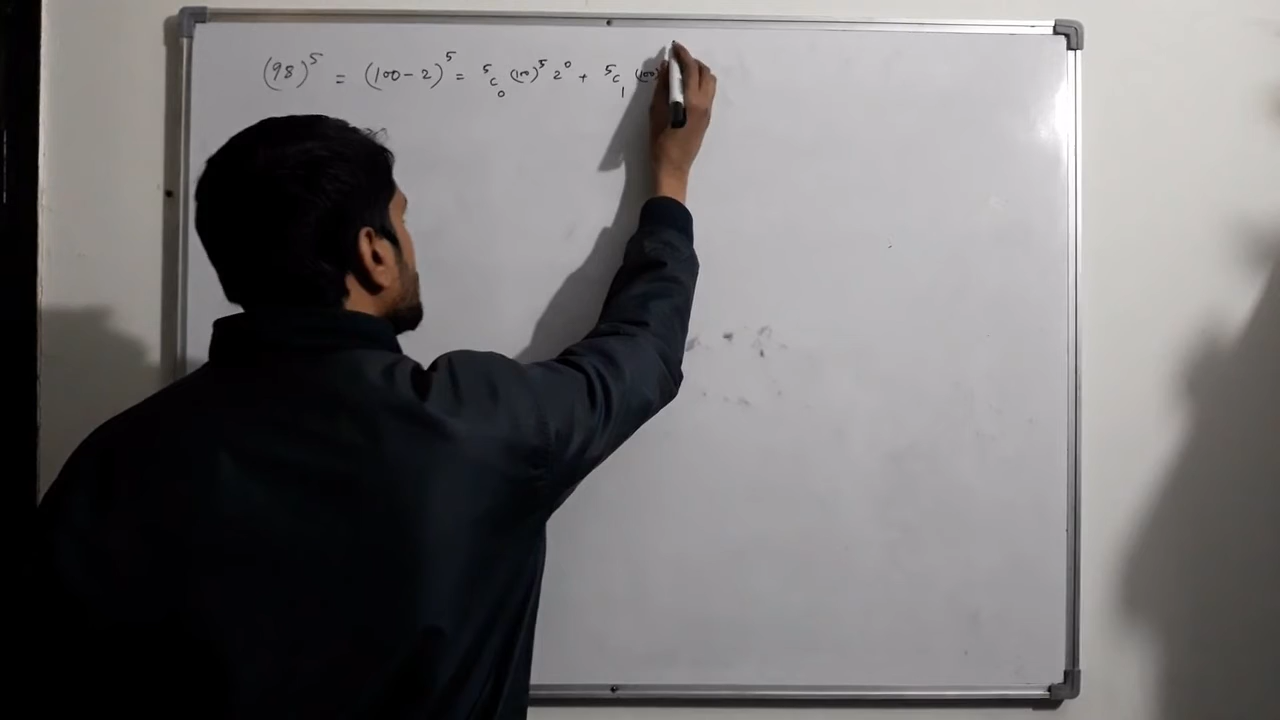 (98)⁵ = (100-2)⁵ = ⁵C₀ (100)⁵ 2⁰ + ⁵C₁ (100)